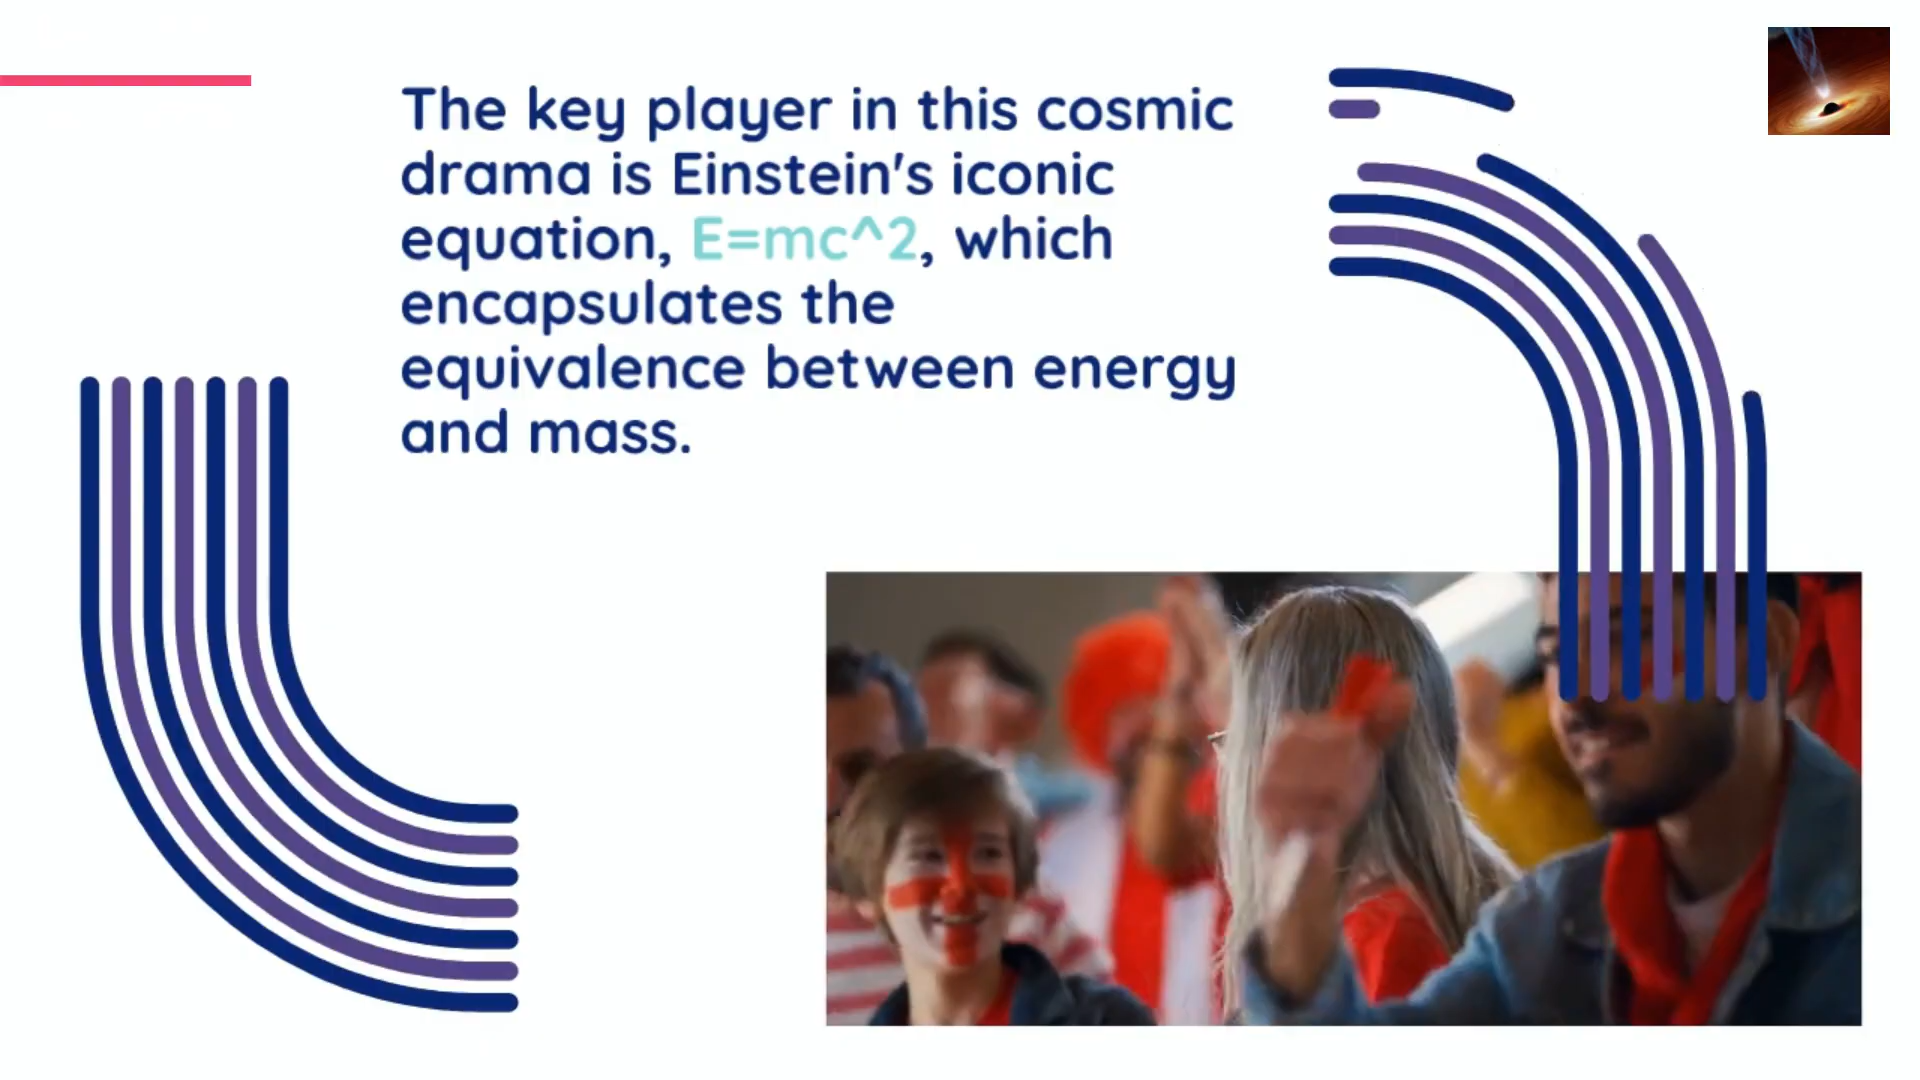 The key player in this cosmic
drama is Einstein's iconic
equation, E=mc^2, which
encapsulates the
equivalence between energy
and mass.